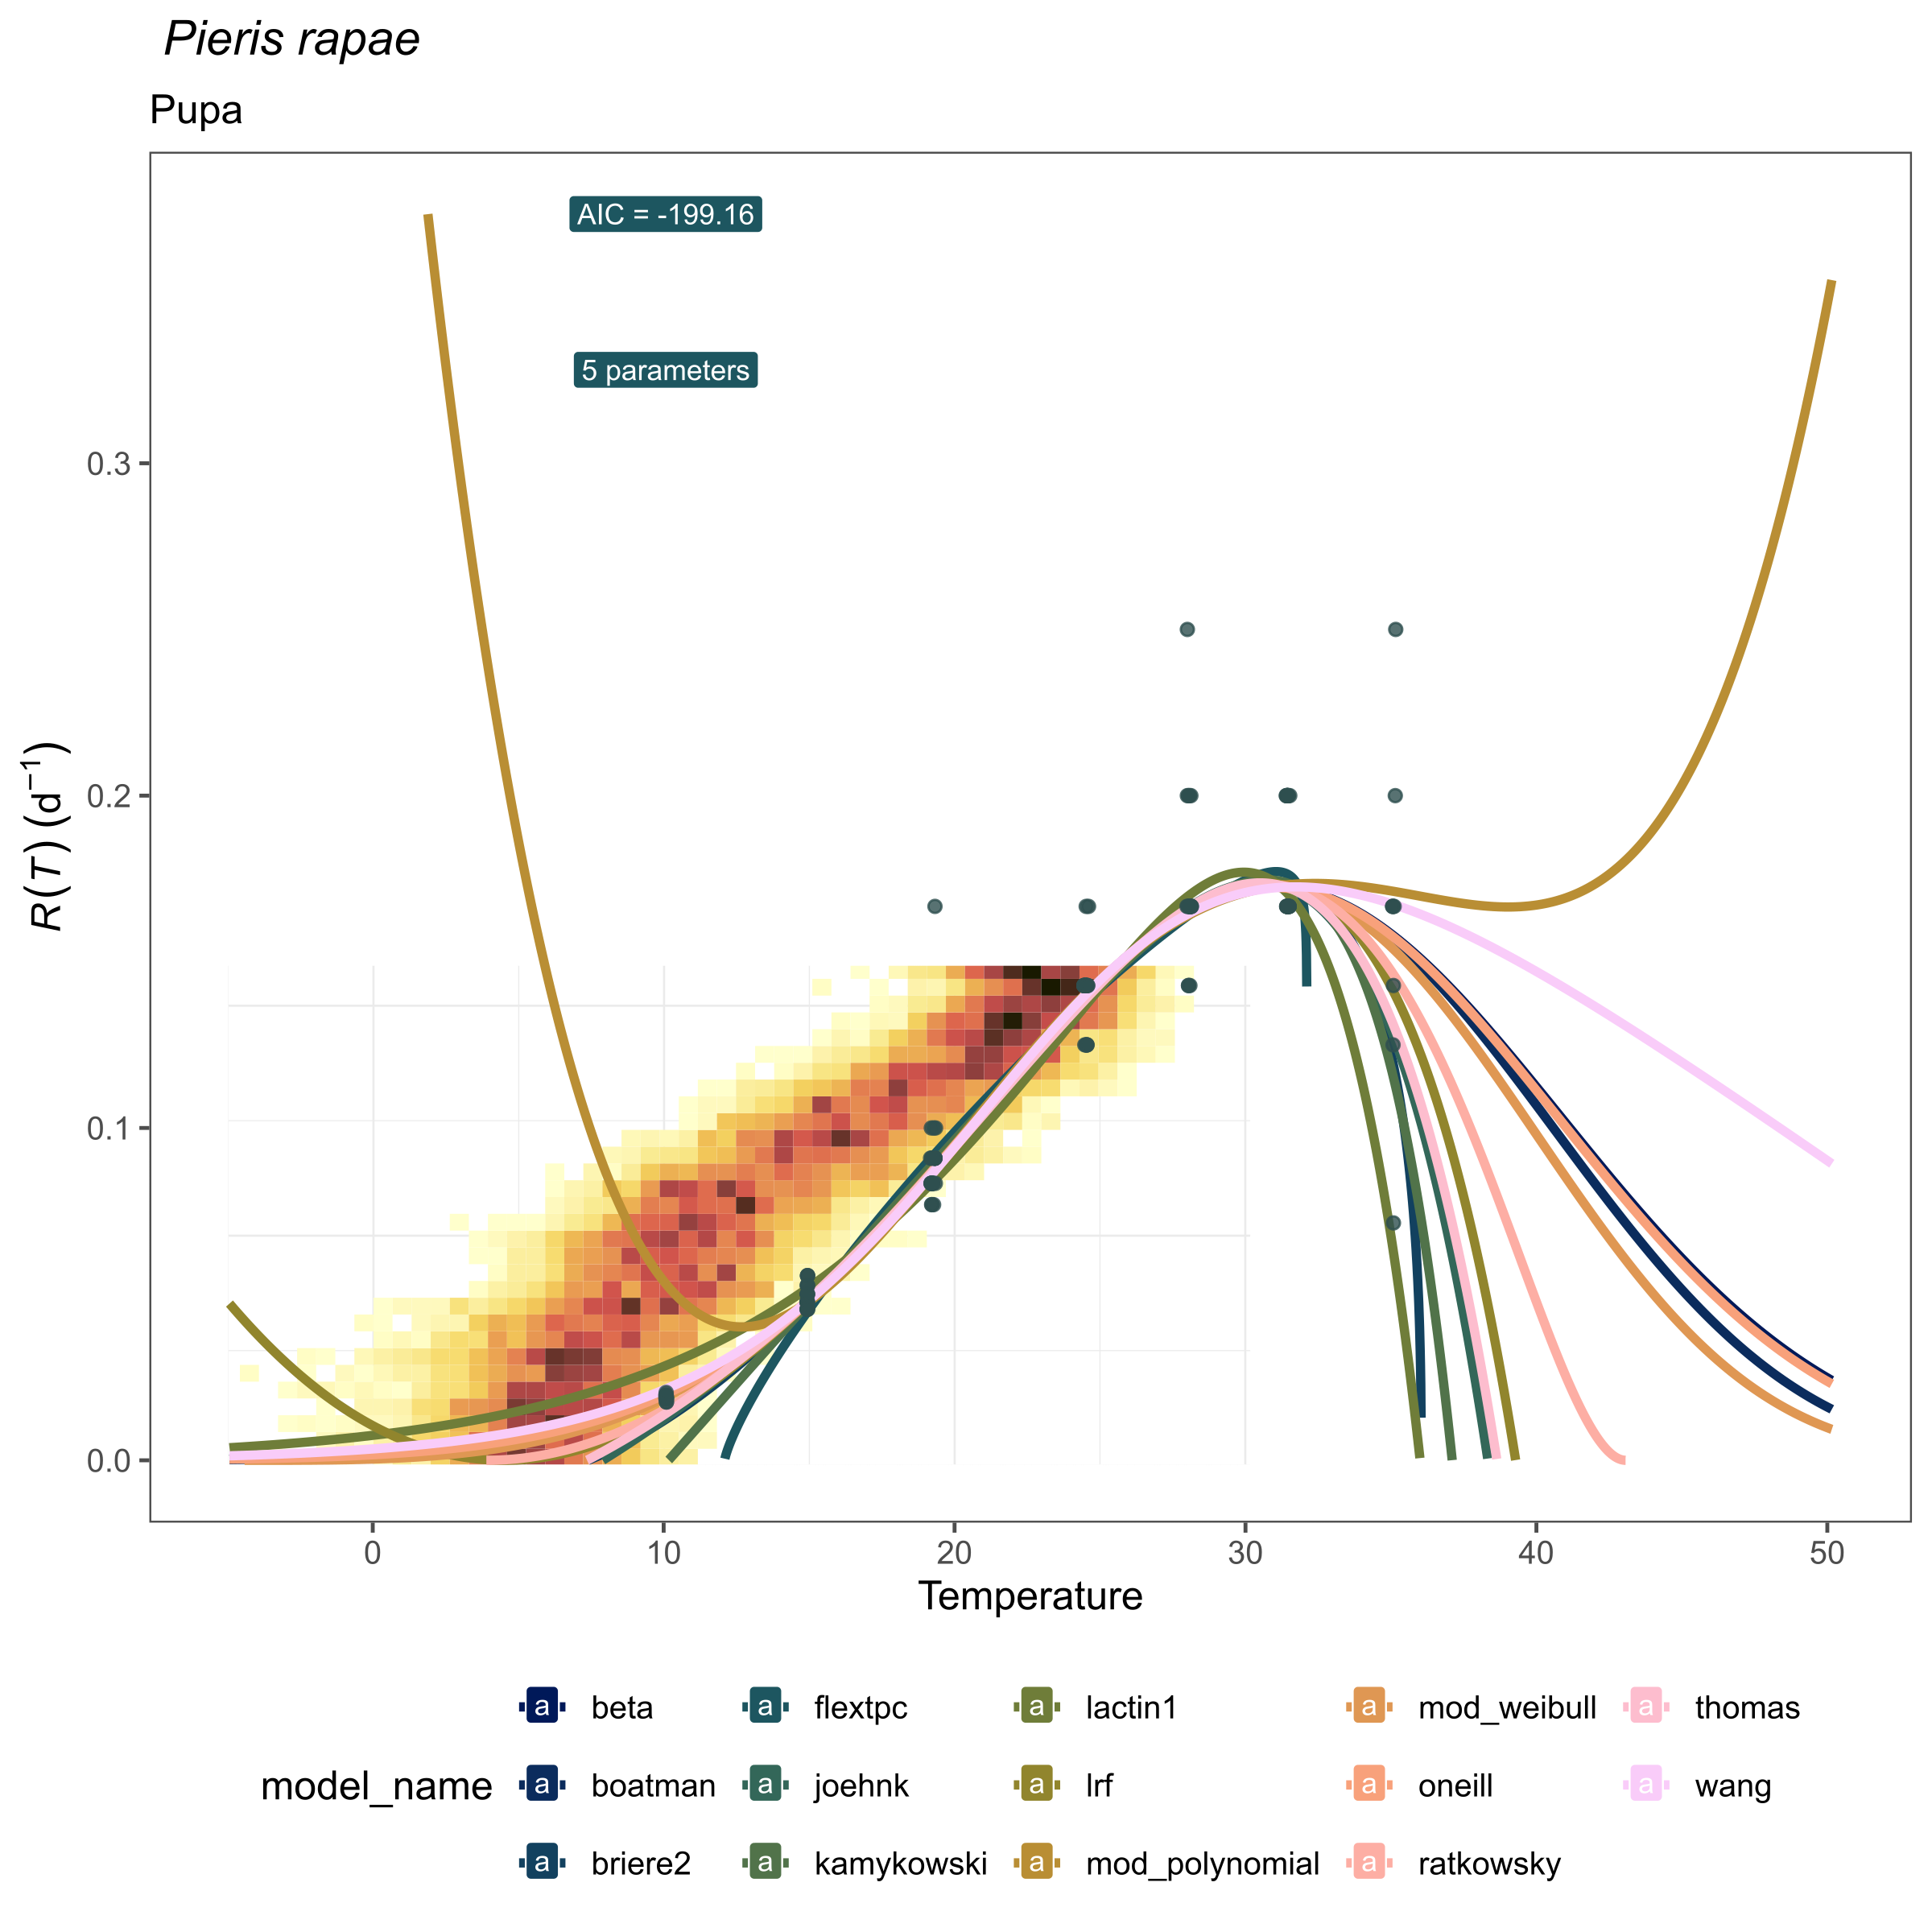 Pieris rapae
Pupa
AIC = -199.16
5 parameters
R(T) (d⁻¹)
0.3
0.2
0.1
0.0
0 10 20 30 40 50
Temperature
model_name
a beta a flextpc a lactin1 a mod_weibull a thomas
a boatman a joehnk a lrf a oneill a wang
a briere2 a kamykowski a mod_polynomial a ratkowsky